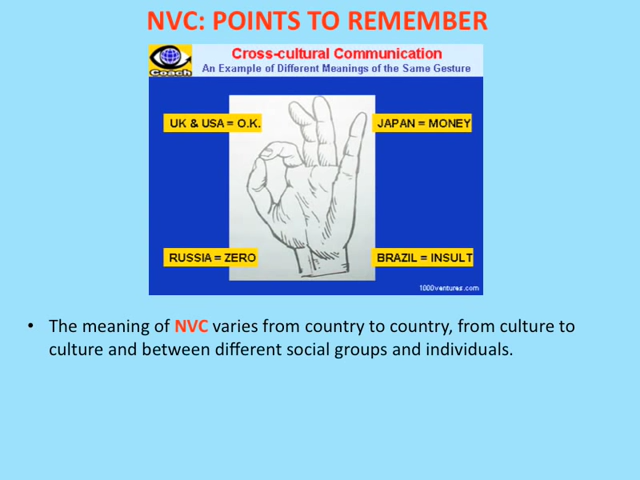 NVC: POINTS TO REMEMBER
Coach
Cross-cultural Communication
An Example of Different Meanings of the Same Gesture
UK & USA = O.K.
JAPAN = MONEY
RUSSIA = ZERO
BRAZIL = INSULT
1000ventures.com
• The meaning of NVC varies from country to country, from culture to
culture and between different social groups and individuals.